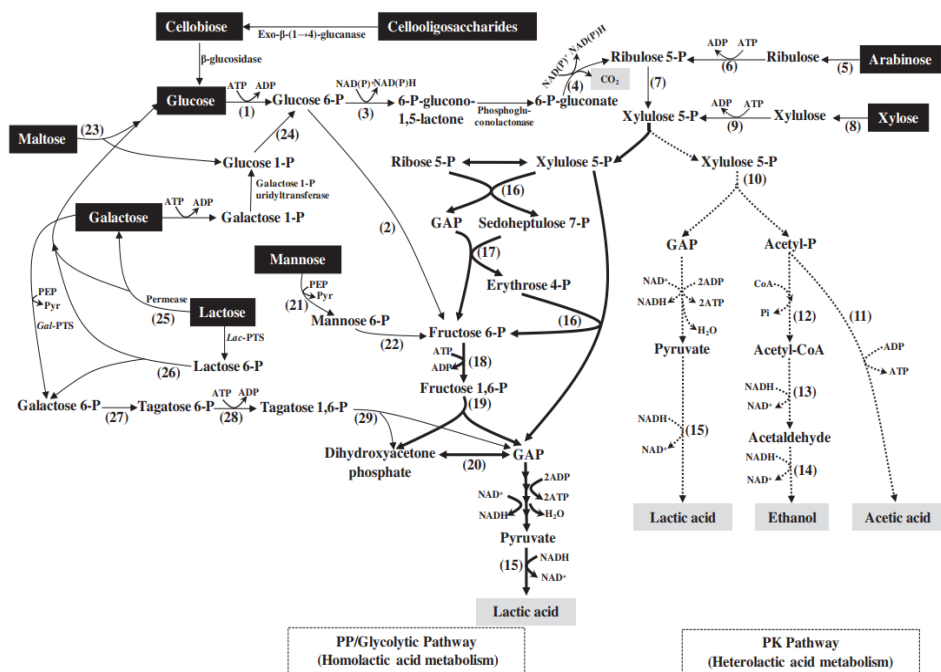 Cellobiose
Cellooligosaccharides
Exo-β-(1→4)-glucanase
β-glucosidase
NAD(P)+ NAD(P)H
Ribulose 5-P
ADP ATP
(6)
Ribulose
(5)
Arabinose
(4)
CO2
(7)
Glucose
ATP ADP
(1)
Glucose 6-P
NAD(P)+ NAD(P)H
(3)
6-P-glucono-
1,5-lactone
Phosphoglu-
conolactonase
6-P-gluconate
Xylulose 5-P
ADP ATP
(9)
Xylulose
(8)
Xylose
Maltose
(23)
(24)
Glucose 1-P
Galactose 1-P
uridyltransferase
Ribose 5-P
Xylulose 5-P
Xylulose 5-P
(10)
(16)
Galactose
ATP ADP
Galactose 1-P
(2)
GAP
Sedoheptulose 7-P
(17)
GAP
Acetyl-P
Mannose
PEP
Pyr
(21)
Mannose 6-P
(22)
Erythrose 4-P
(16)
Fructose 6-P
NAD+
NADH
2ADP
2ATP
H2O
CoA
Pi
(12)
(11)
PEP
Pyr
Gal-PTS
Permease
(25)
Lactose
Lac-PTS
(26)
Lactose 6-P
ATP
ADP
(18)
Pyruvate
Acetyl-CoA
ADP
ATP
Fructose 1,6-P
(19)
NADH
NAD+
(13)
Galactose 6-P
(27)
Tagatose 6-P
ATP ADP
(28)
Tagatose 1,6-P
(29)
NADH
NAD+
(15)
Acetaldehyde
NADH
NAD+
(14)
Dihydroxyacetone
phosphate
(20)
GAP
NAD+
NADH
2ADP
2ATP
H2O
Lactic acid
Ethanol
Acetic acid
Pyruvate
(15)
NADH
NAD+
Lactic acid
PP/Glycolytic Pathway
(Homolactic acid metabolism)
PK Pathway
(Heterolactic acid metabolism)